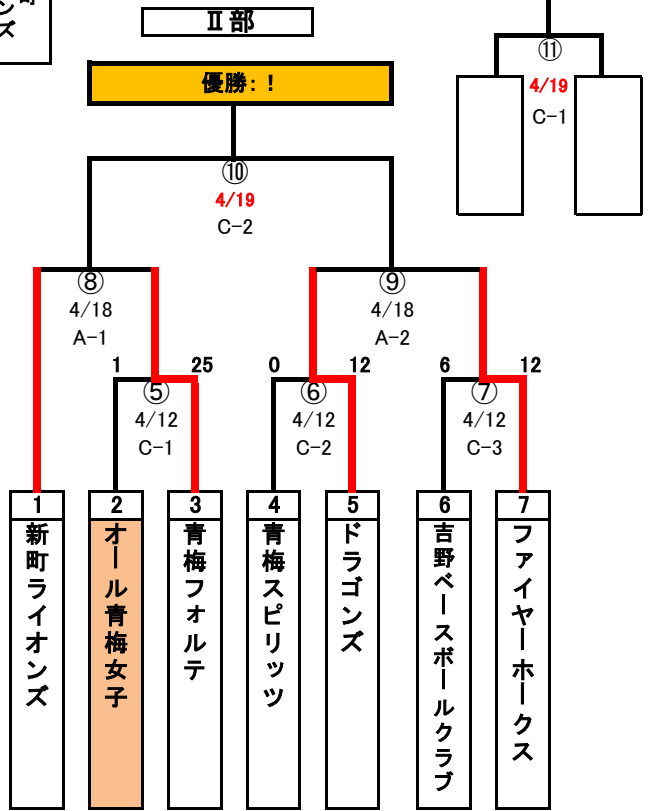 ンズ
Ⅱ部
優勝：！
⑪
4/19
C-1
⑩
4/19
C-2
⑧
4/18
A-1
⑨
4/18
A-2
1 25
⑤
4/12
C-1
0 12
⑥
4/12
C-2
6 12
⑦
4/12
C-3
1
新町ライオンズ
2
オール青梅女子
3
青梅フォルテ
4
青梅スピリッツ
5
ドラゴンズ
6
吉野ベースボールクラブ
7
ファイヤーホークス